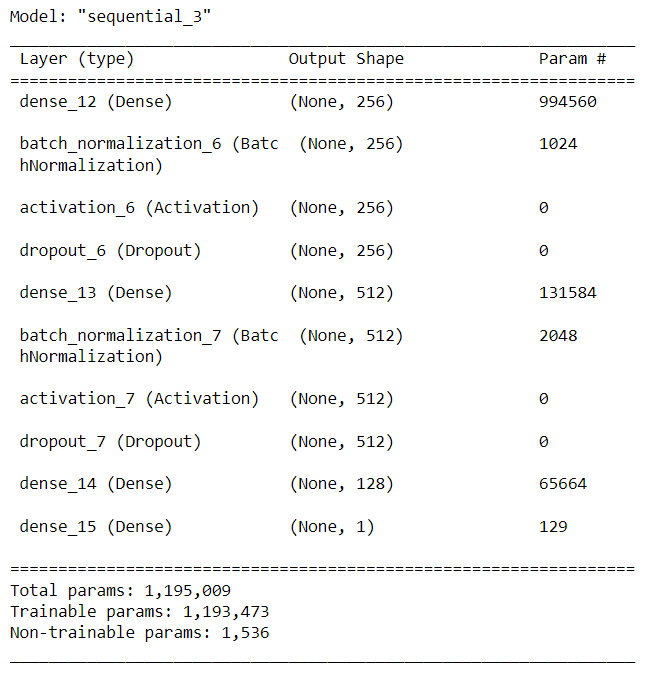 Model: "sequential_3"
Layer (type) Output Shape Param #
dense_12 (Dense) (None, 256) 994560
batch_normalization_6 (Batc (None, 256) 1024
hNormalization)
activation_6 (Activation) (None, 256) 0
dropout_6 (Dropout) (None, 256) 0
dense_13 (Dense) (None, 512) 131584
batch_normalization_7 (Batc (None, 512) 2048
hNormalization)
activation_7 (Activation) (None, 512) 0
dropout_7 (Dropout) (None, 512) 0
dense_14 (Dense) (None, 128) 65664
dense_15 (Dense) (None, 1) 129
Total params: 1,195,009
Trainable params: 1,193,473
Non-trainable params: 1,536